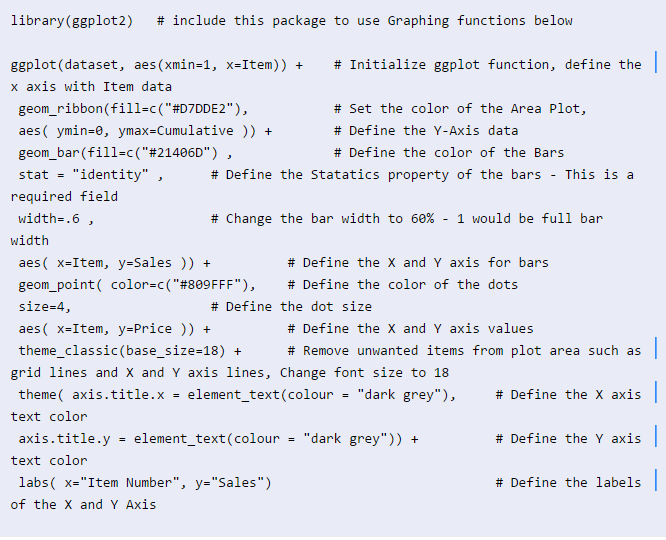 library(ggplot2)   # include this package to use Graphing functions below
ggplot(dataset, aes(xmin=1, x=Item)) +    # Initialize ggplot function, define the
x axis with Item data
 geom_ribbon(fill=c("#D7DDE2"),           # Set the color of the Area Plot,
 aes( ymin=0, ymax=Cumulative )) +        # Define the Y-Axis data
 geom_bar(fill=c("#21406D") ,             # Define the color of the Bars
 stat = "identity" ,      # Define the Statatics property of the bars - This is a
required field
 width=.6 ,               # Change the bar width to 60% - 1 would be full bar
width
 aes( x=Item, y=Sales )) +          # Define the X and Y axis for bars
 geom_point( color=c("#809FFF"),    # Define the color of the dots
 size=4,                  # Define the dot size
 aes( x=Item, y=Price )) +          # Define the X and Y axis values
 theme_classic(base_size=18) +      # Remove unwanted items from plot area such as
grid lines and X and Y axis lines, Change font size to 18
 theme( axis.title.x = element_text(colour = "dark grey"),     # Define the X axis
text color
 axis.title.y = element_text(colour = "dark grey")) +          # Define the Y axis
text color
 labs( x="Item Number", y="Sales")                             # Define the labels
of the X and Y Axis